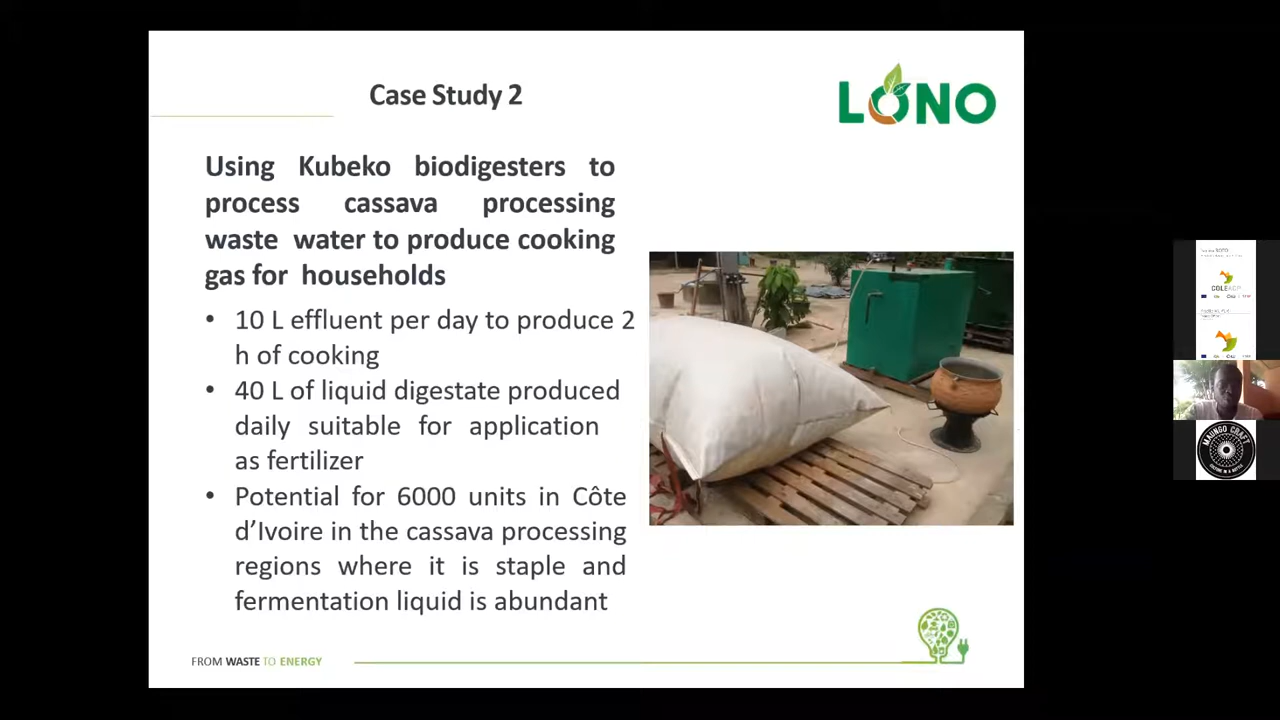 Case Study 2
LONO
Using Kubeko biodigesters to
process cassava processing
waste water to produce cooking
gas for households
• 10 L effluent per day to produce 2
h of cooking
• 40 L of liquid digestate produced
daily suitable for application
as fertilizer
• Potential for 6000 units in Côte
d’Ivoire in the cassava processing
regions where it is staple and
fermentation liquid is abundant
FROM WASTE TO ENERGY
COLEACP
MAUNGO CRAFT